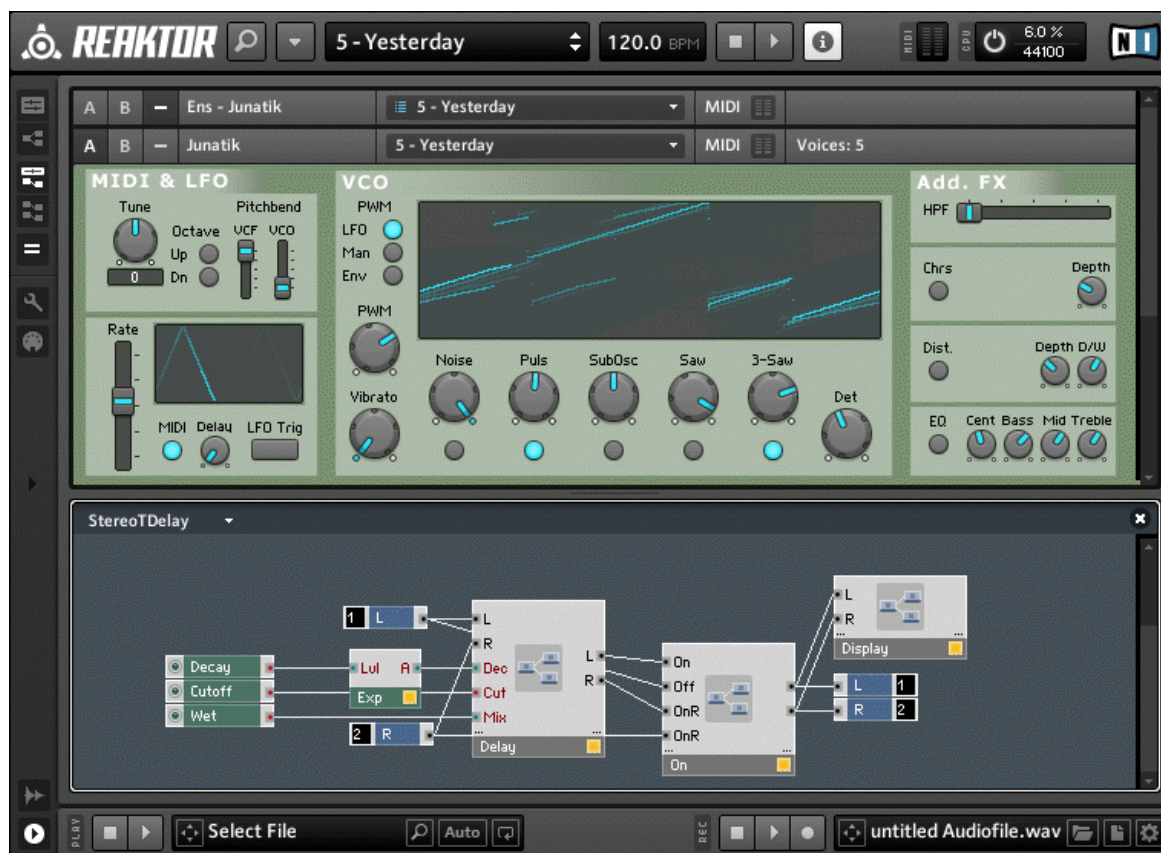 REAKTOR 5 - Yesterday 120.0 BPM MIDI CPU 6.0 % NI
44100
A B Ens - Junatik 5 - Yesterday MIDI
A B Junatik 5 - Yesterday MIDI Voices: 5
MIDI & LFO
Tune Pitchbend
Octave VCF VCO
Up
0 Dn
Rate
MIDI Delay LFO Trig
VCO
PWM
LFO
Man
Env
PWM
Noise Puls SubOsc Saw 3-Saw
Vibrato Det
Add. FX
HPF
Chrs Depth
Dist. Depth D/W
EQ Cent Bass Mid Treble
StereoTDelay
1 L
Decay
Cutoff
Wet
Lvl A
Exp
2 R
L
R
Dec
Cut
Mix
L
R
...
...
Delay
On
Off
OnR
OnR
...
...
On
L
R
...
...
Display
L 1
R 2
PLAY Select File Auto REC untitled Audiofile.wav